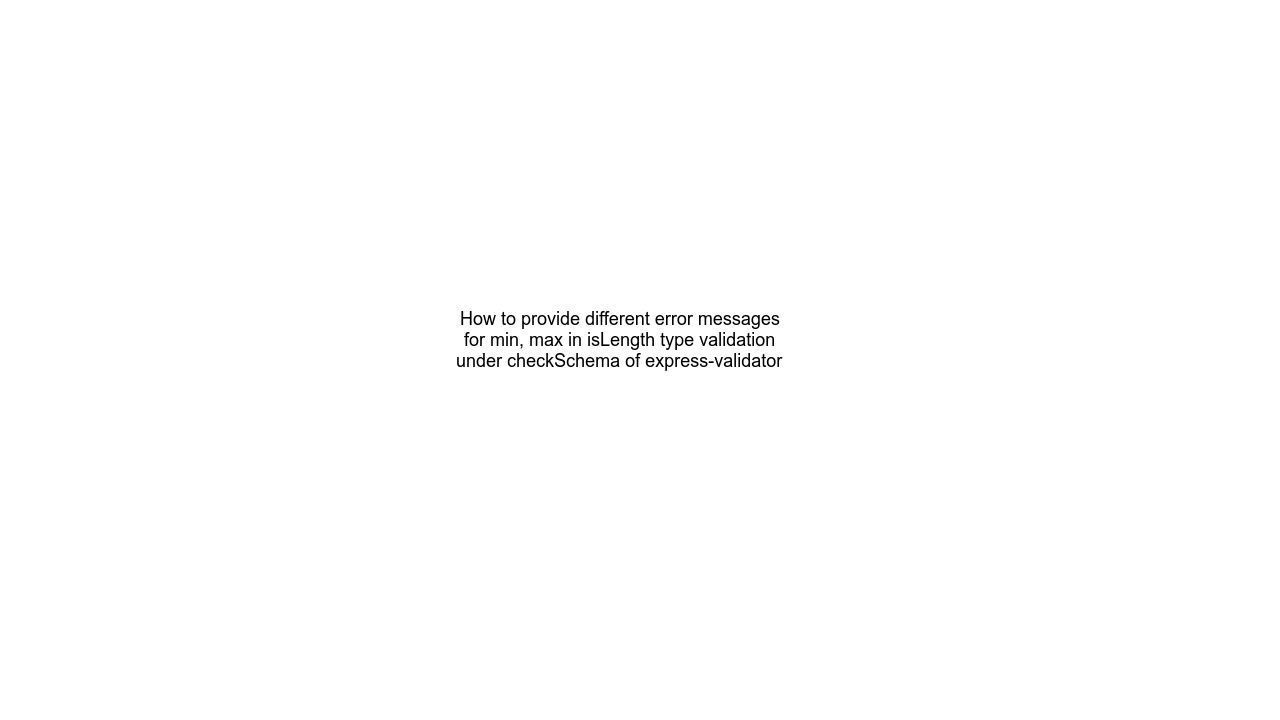 How to provide different error messages
for min, max in isLength type validation
under checkSchema of express-validator